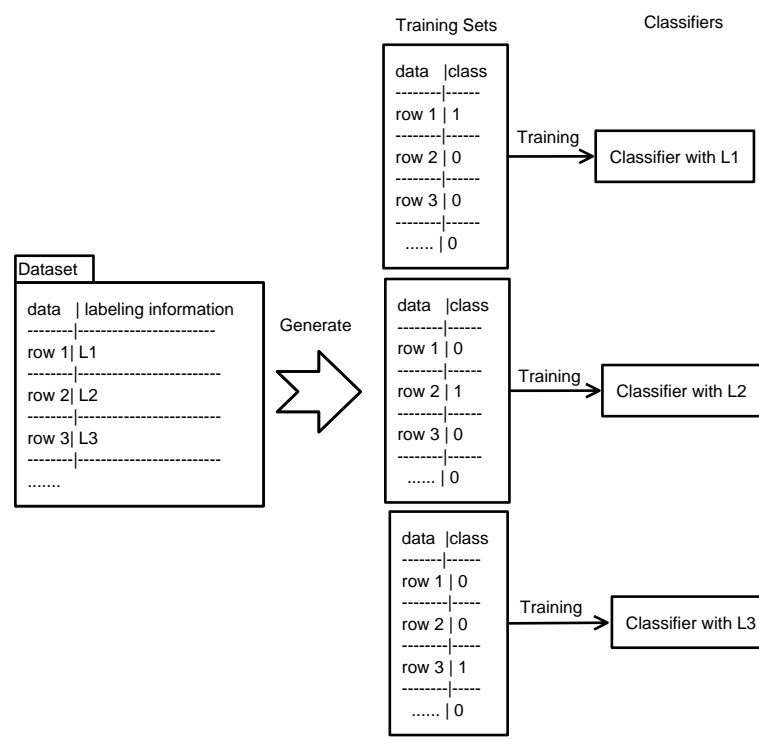 Training Sets
Classifiers
data |class
--------|------
row 1 | 1
--------|------
row 2 | 0
--------|------
row 3 | 0
--------|------
...... | 0
Training
Classifier with L1
Dataset
data | labeling information
--------|-------------------------
row 1| L1
--------|--------------------------
row 2| L2
--------|--------------------------
row 3| L3
--------|--------------------------
.......
Generate
data |class
--------|------
row 1 | 0
--------|------
row 2 | 1
--------|------
row 3 | 0
--------|------
...... | 0
Training
Classifier with L2
data |class
-------|------
row 1 | 0
-------|-----
row 2 | 0
-------|-----
row 3 | 1
-------|-----
...... | 0
Training
Classifier with L3